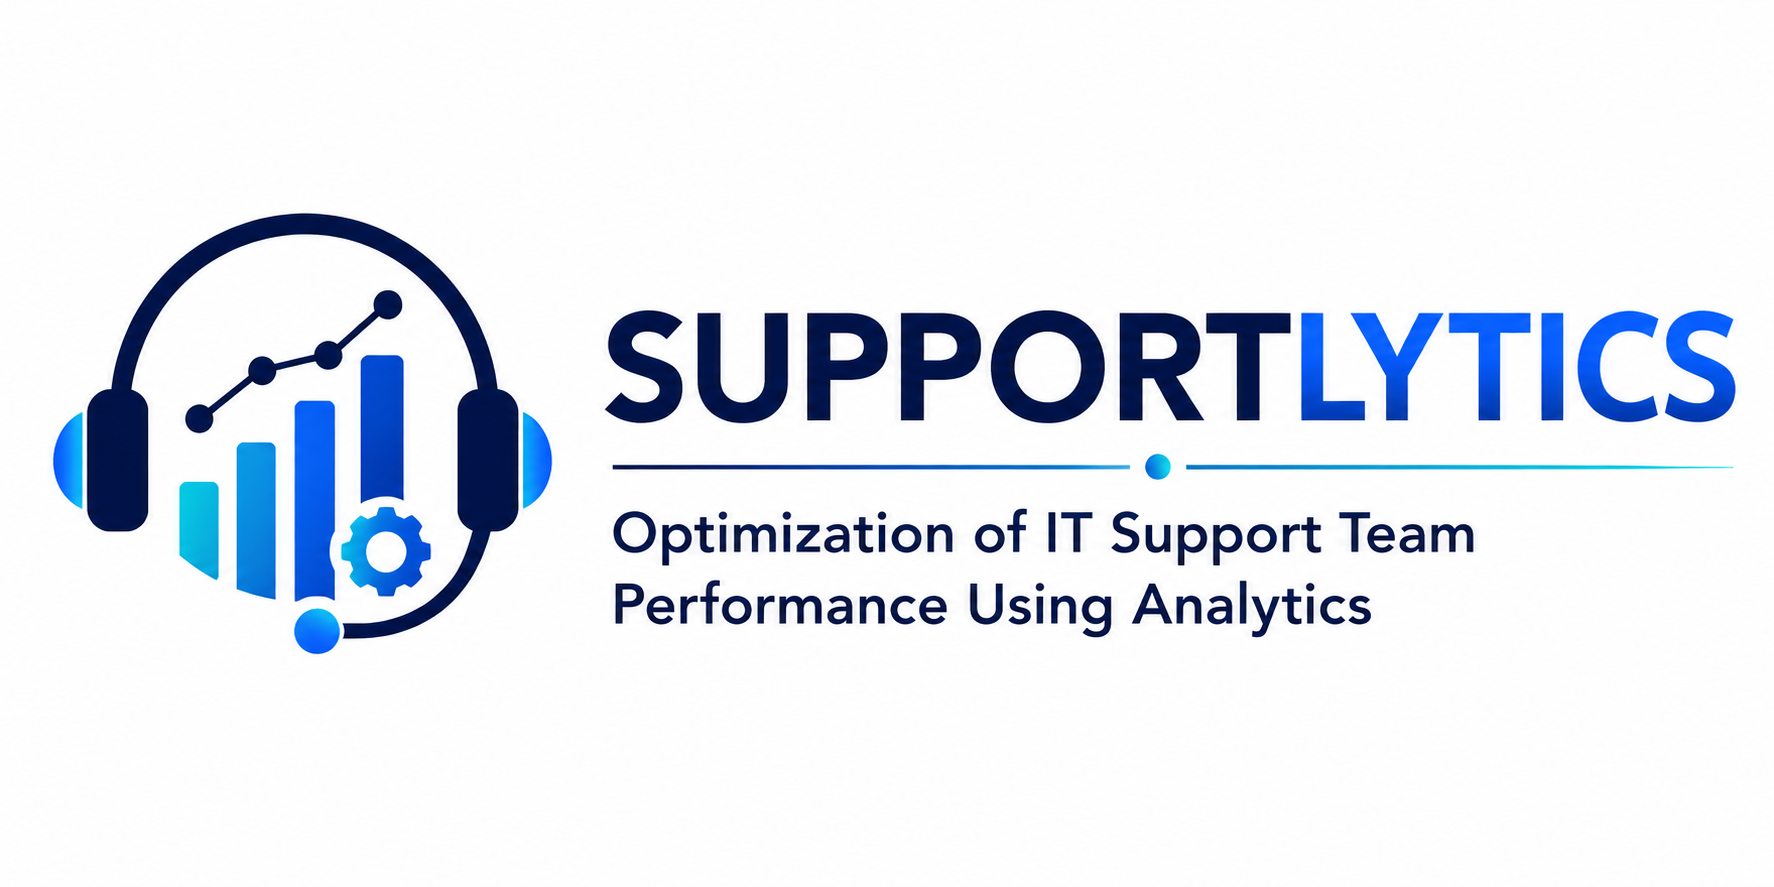 SUPPORTLYTICS
Optimization of IT Support Team
Performance Using Analytics